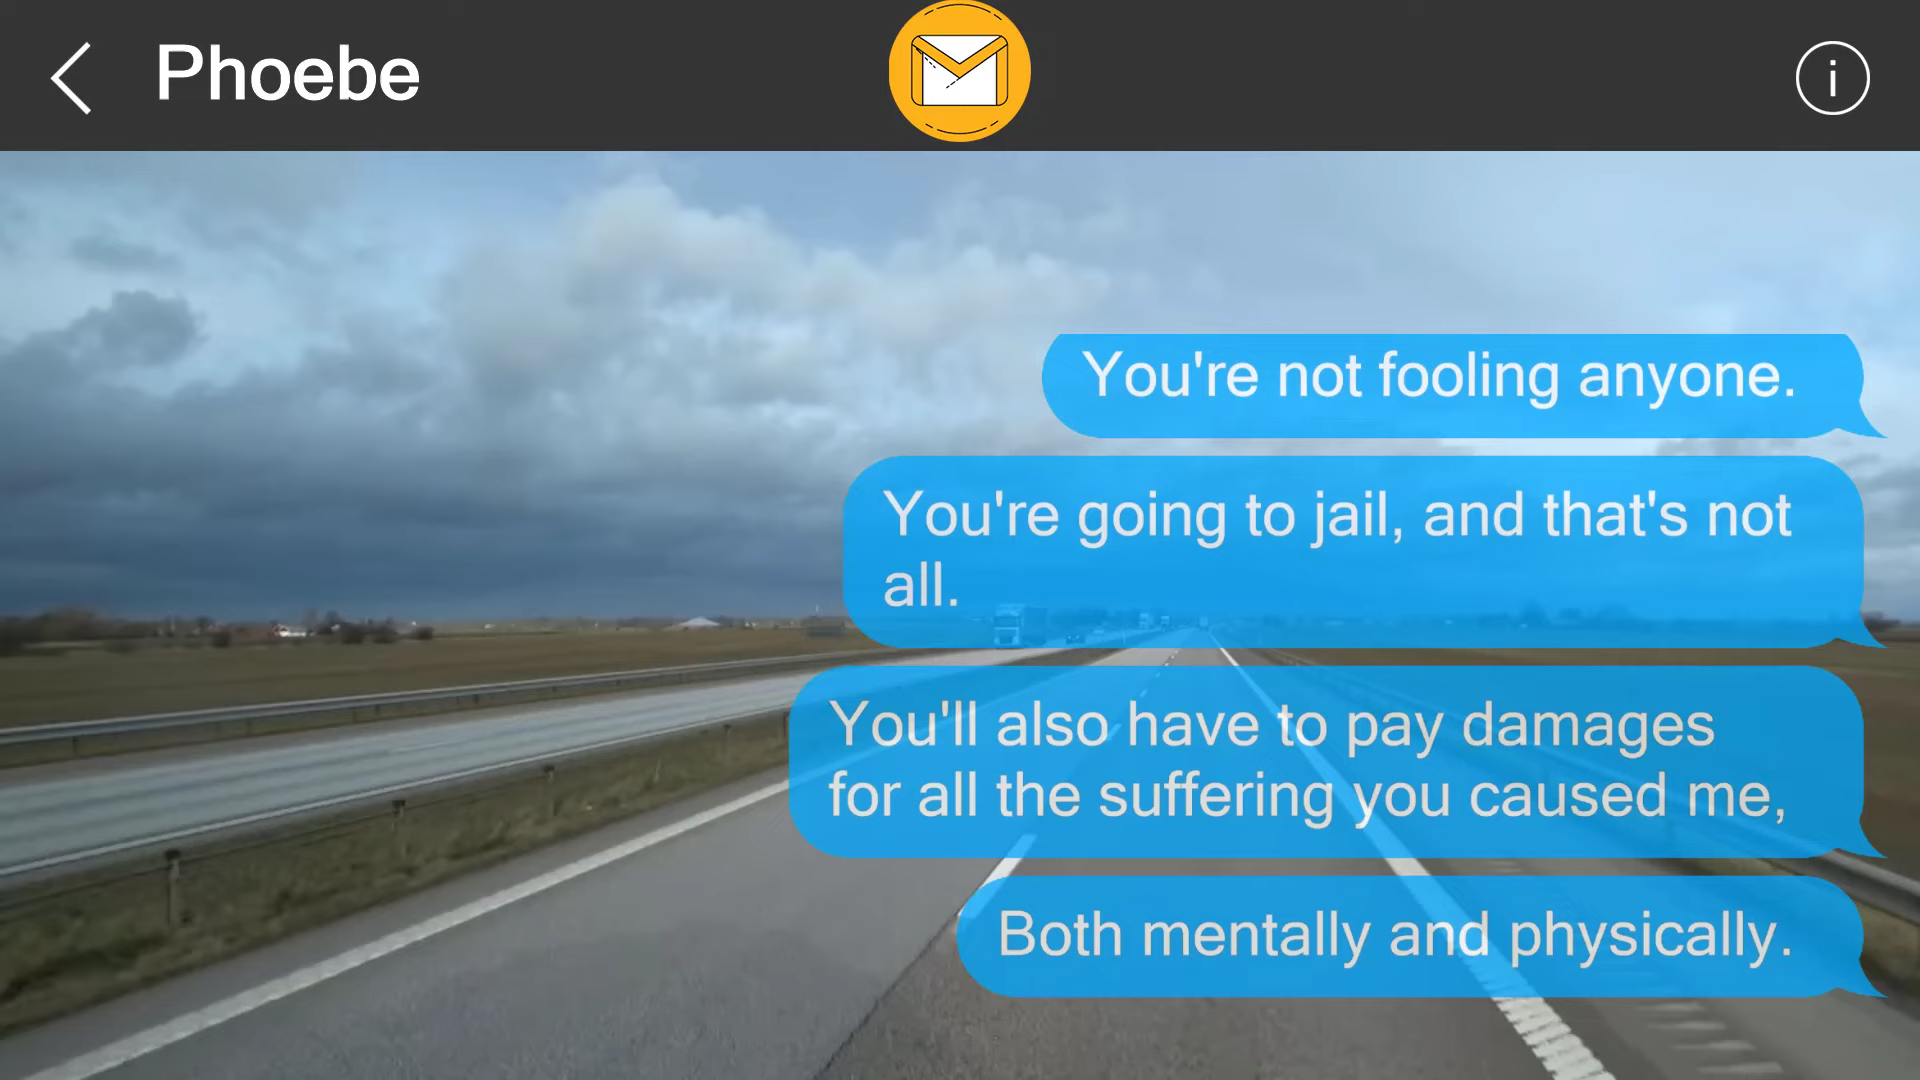 Phoebe
You're not fooling anyone.
You're going to jail, and that's not
all.
You'll also have to pay damages
for all the suffering you caused me,
Both mentally and physically.